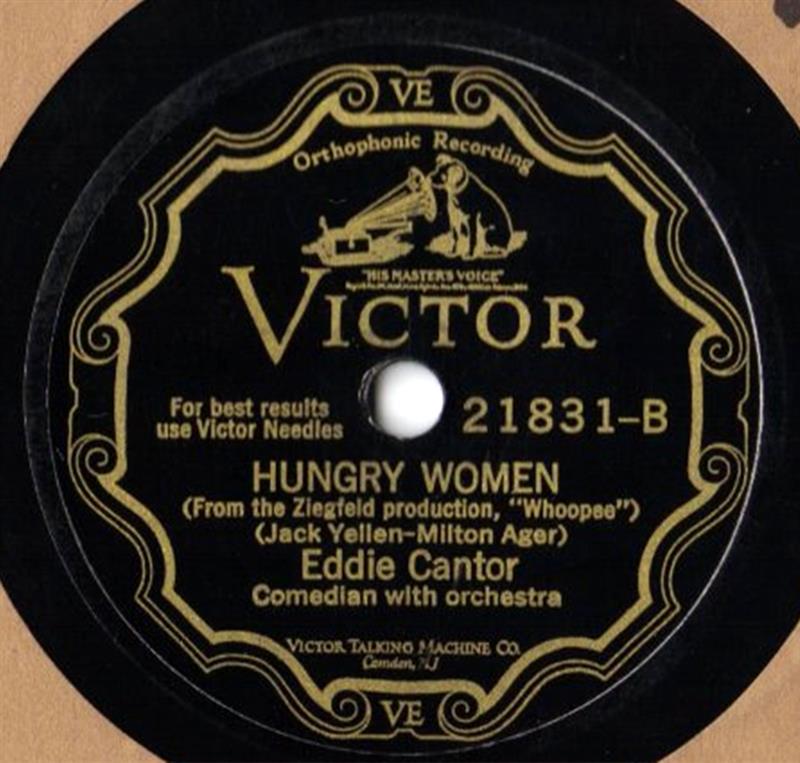 VE
Orthophonic Recording
"HIS MASTER'S VOICE"
VICTOR
For best results
use Victor Needles
21831-B
HUNGRY WOMEN
(From the Ziegfeld production, "Whoopee")
(Jack Yellen-Milton Ager)
Eddie Cantor
Comedian with orchestra
VICTOR TALKING MACHINE CO.
Camden, NJ
VE